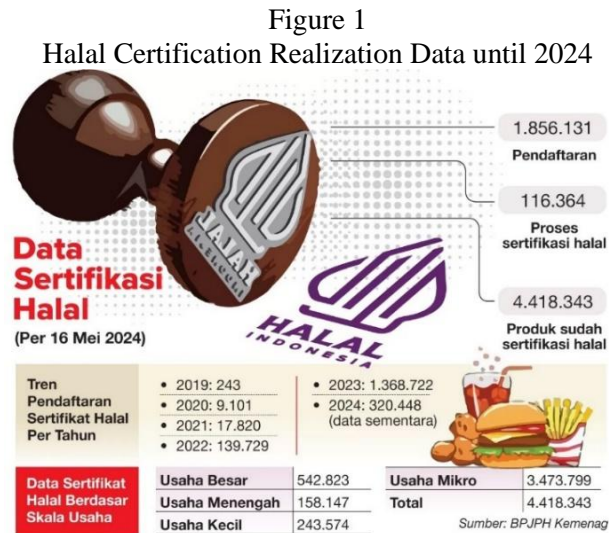 Figure 1
Halal Certification Realization Data until 2024
1.856.131
Pendaftaran
116.364
Proses
sertifikasi halal
4.418.343
Produk sudah
sertifikasi halal
Data
Sertifikasi
Halal
(Per 16 Mei 2024)
HALAL
INDONESIA
Tren
Pendaftaran
Sertifikat Halal
Per Tahun
• 2019: 243
• 2020: 9.101
• 2021: 17.820
• 2022: 139.729
• 2023: 1.368.722
• 2024: 320.448
(data sementara)
Data Sertifikat
Halal Berdasar
Skala Usaha
Usaha Besar 542.823
Usaha Menengah 158.147
Usaha Kecil 243.574
Usaha Mikro 3.473.799
Total 4.418.343
Sumber: BPJPH Kemenag